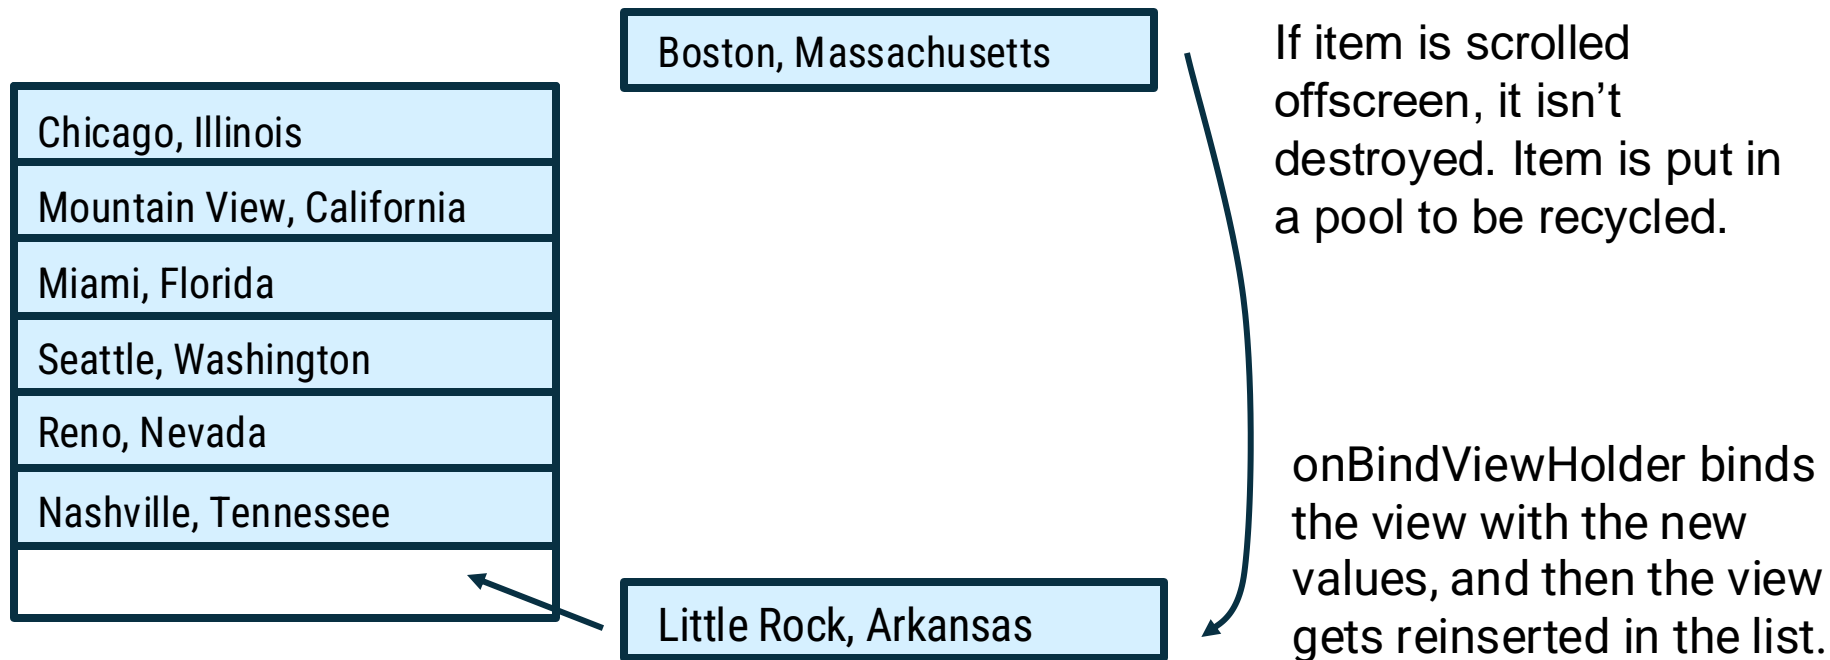 Boston, Massachusetts
If item is scrolled
offscreen, it isn’t
destroyed. Item is put in
a pool to be recycled.
Chicago, Illinois
Mountain View, California
Miami, Florida
Seattle, Washington
Reno, Nevada
Nashville, Tennessee
Little Rock, Arkansas
onBindViewHolder binds
the view with the new
values, and then the view
gets reinserted in the list.